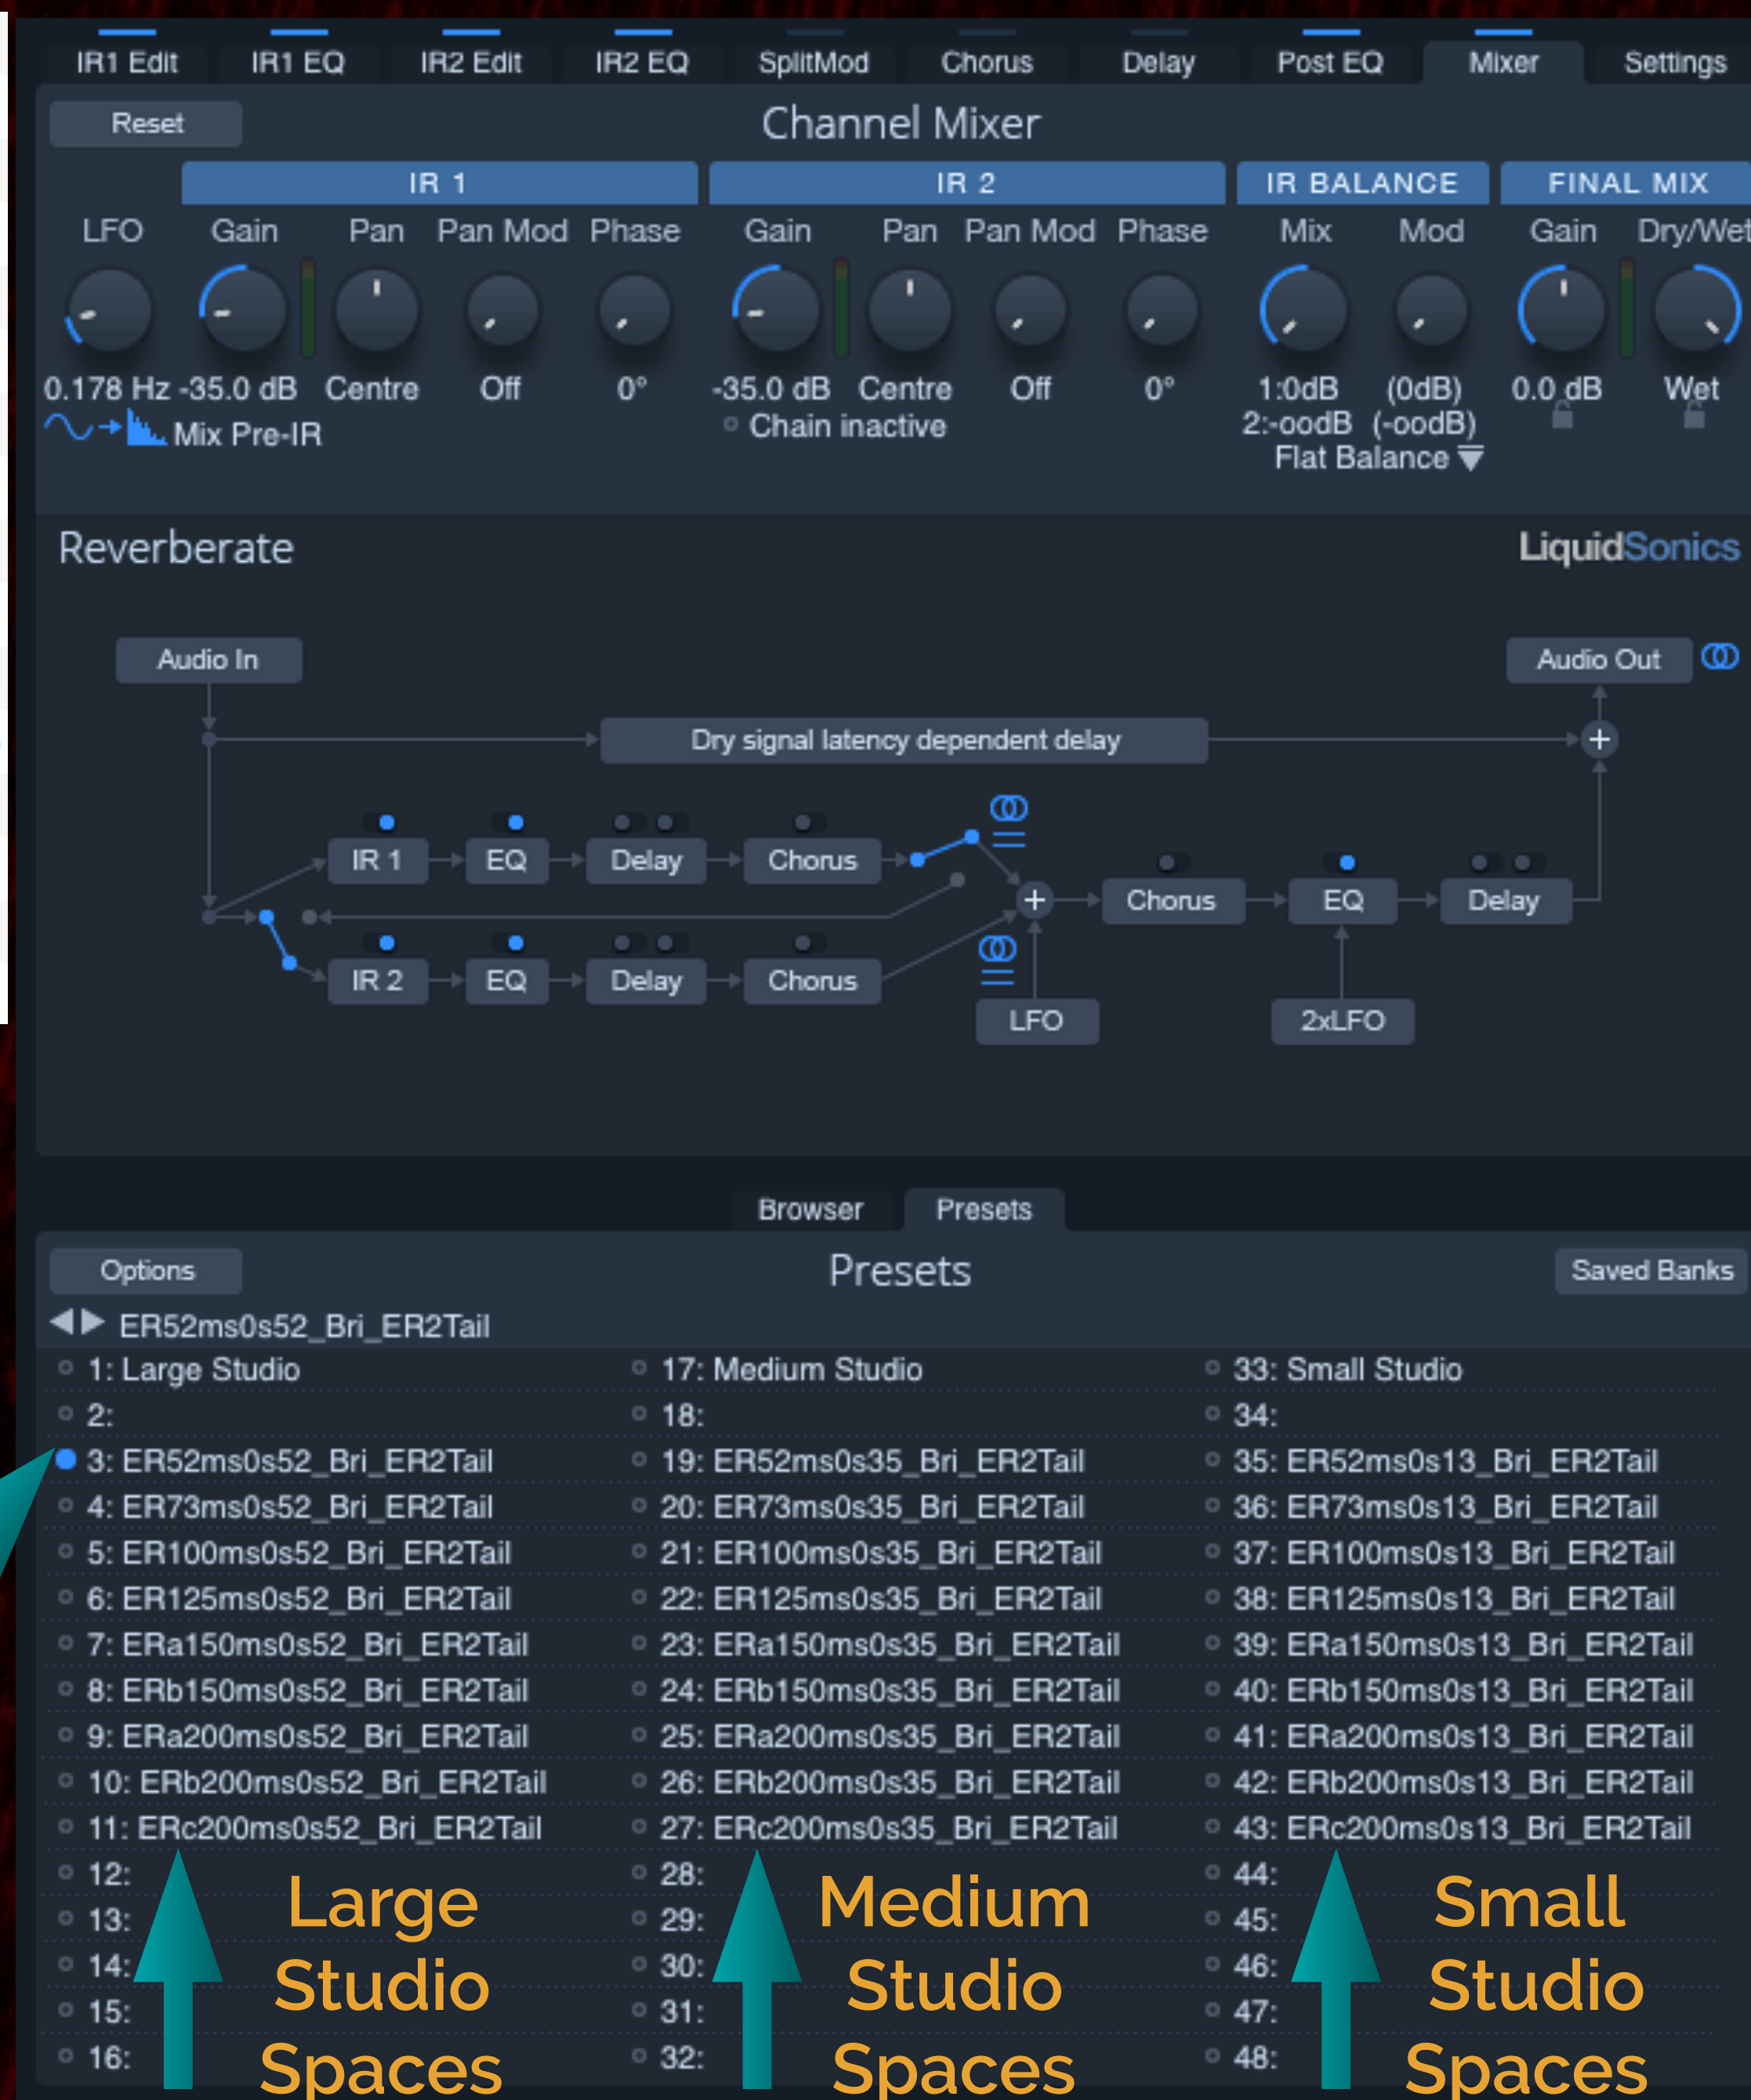 IR1 Edit IR1 EQ IR2 Edit IR2 EQ SplitMod Chorus Delay Post EQ Mixer Settings
Reset Channel Mixer
IR 1 IR 2 IR BALANCE FINAL MIX
LFO Gain Pan Pan Mod Phase Gain Pan Pan Mod Phase Mix Mod Gain Dry/Wet
0.178 Hz -35.0 dB Centre Off 0° -35.0 dB Centre Off 0° 1:0dB (0dB) 0.0 dB Wet
Mix Pre-IR Chain inactive 2:-oodB (-oodB)
Flat Balance
Reverberate LiquidSonics
Audio In Audio Out
Dry signal latency dependent delay
+
IR 1 EQ Delay Chorus
+ Chorus EQ Delay
IR 2 EQ Delay Chorus
LFO 2xLFO
Browser Presets
Options Presets Saved Banks
ER52ms0s52_Bri_ER2Tail
1: Large Studio 17: Medium Studio 33: Small Studio
2: 18: 34:
3: ER52ms0s52_Bri_ER2Tail 19: ER52ms0s35_Bri_ER2Tail 35: ER52ms0s13_Bri_ER2Tail
4: ER73ms0s52_Bri_ER2Tail 20: ER73ms0s35_Bri_ER2Tail 36: ER73ms0s13_Bri_ER2Tail
5: ER100ms0s52_Bri_ER2Tail 21: ER100ms0s35_Bri_ER2Tail 37: ER100ms0s13_Bri_ER2Tail
6: ER125ms0s52_Bri_ER2Tail 22: ER125ms0s35_Bri_ER2Tail 38: ER125ms0s13_Bri_ER2Tail
7: ERa150ms0s52_Bri_ER2Tail 23: ERa150ms0s35_Bri_ER2Tail 39: ERa150ms0s13_Bri_ER2Tail
8: ERb150ms0s52_Bri_ER2Tail 24: ERb150ms0s35_Bri_ER2Tail 40: ERb150ms0s13_Bri_ER2Tail
9: ERa200ms0s52_Bri_ER2Tail 25: ERa200ms0s35_Bri_ER2Tail 41: ERa200ms0s13_Bri_ER2Tail
10: ERb200ms0s52_Bri_ER2Tail 26: ERb200ms0s35_Bri_ER2Tail 42: ERb200ms0s13_Bri_ER2Tail
11: ERc200ms0s52_Bri_ER2Tail 27: ERc200ms0s35_Bri_ER2Tail 43: ERc200ms0s13_Bri_ER2Tail
12: 28: 44:
Large Medium Small
13: 29: 45:
14: 30: 46:
Studio Studio Studio
15: 31: 47:
16: 32: 48:
Spaces Spaces Spaces